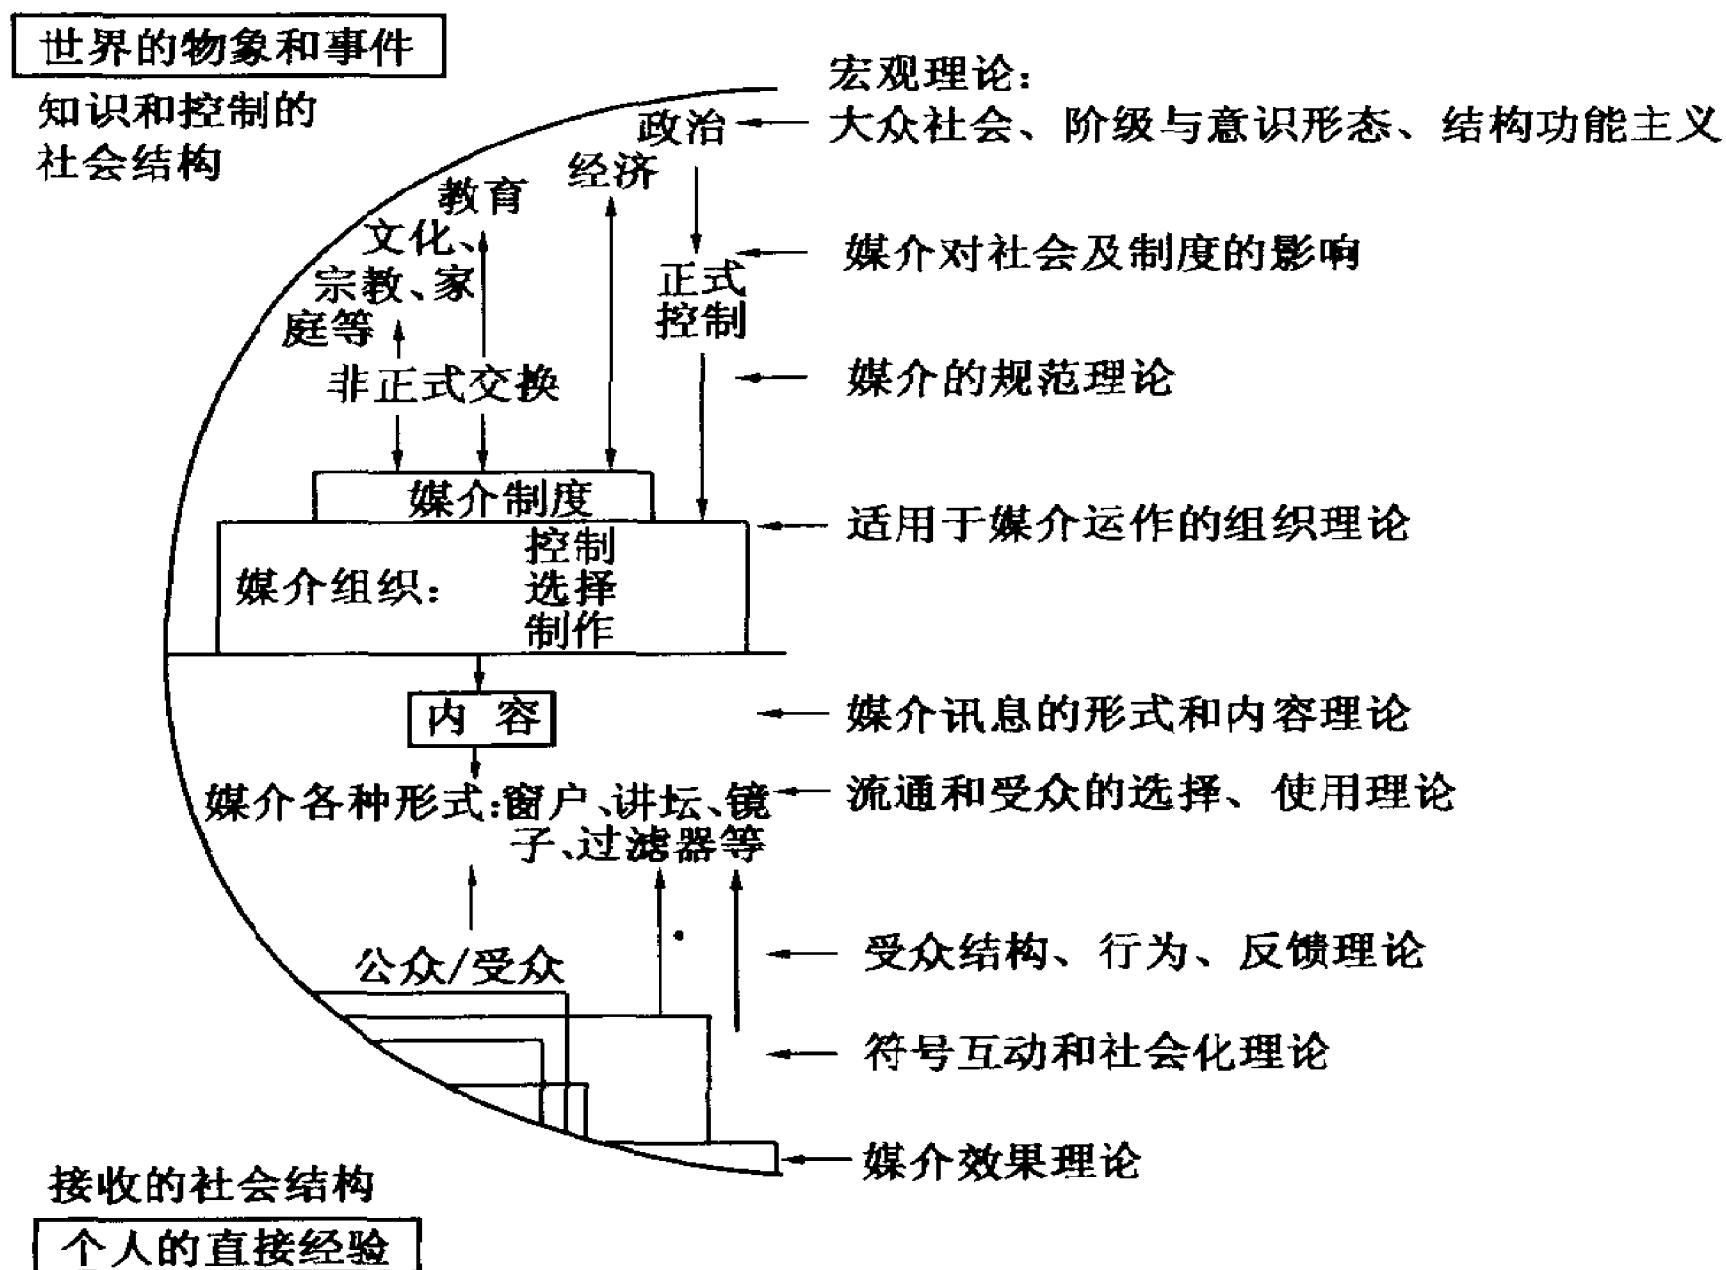 世界的物象和事件
知识和控制的
社会结构
宏观理论：
政治
大众社会、阶级与意识形态、结构功能主义
经济
教育
文化、
宗教、家
庭等
媒介对社会及制度的影响
正式
控制
非正式交换
媒介的规范理论
媒介制度
适用于媒介运作的组织理论
媒介组织：
控制
选择
制作
内 容
媒介讯息的形式和内容理论
媒介各种形式：窗户、讲坛、镜
子、过滤器等
流通和受众的选择、使用理论
公众/受众
受众结构、行为、反馈理论
符号互动和社会化理论
媒介效果理论
接收的社会结构
个人的直接经验